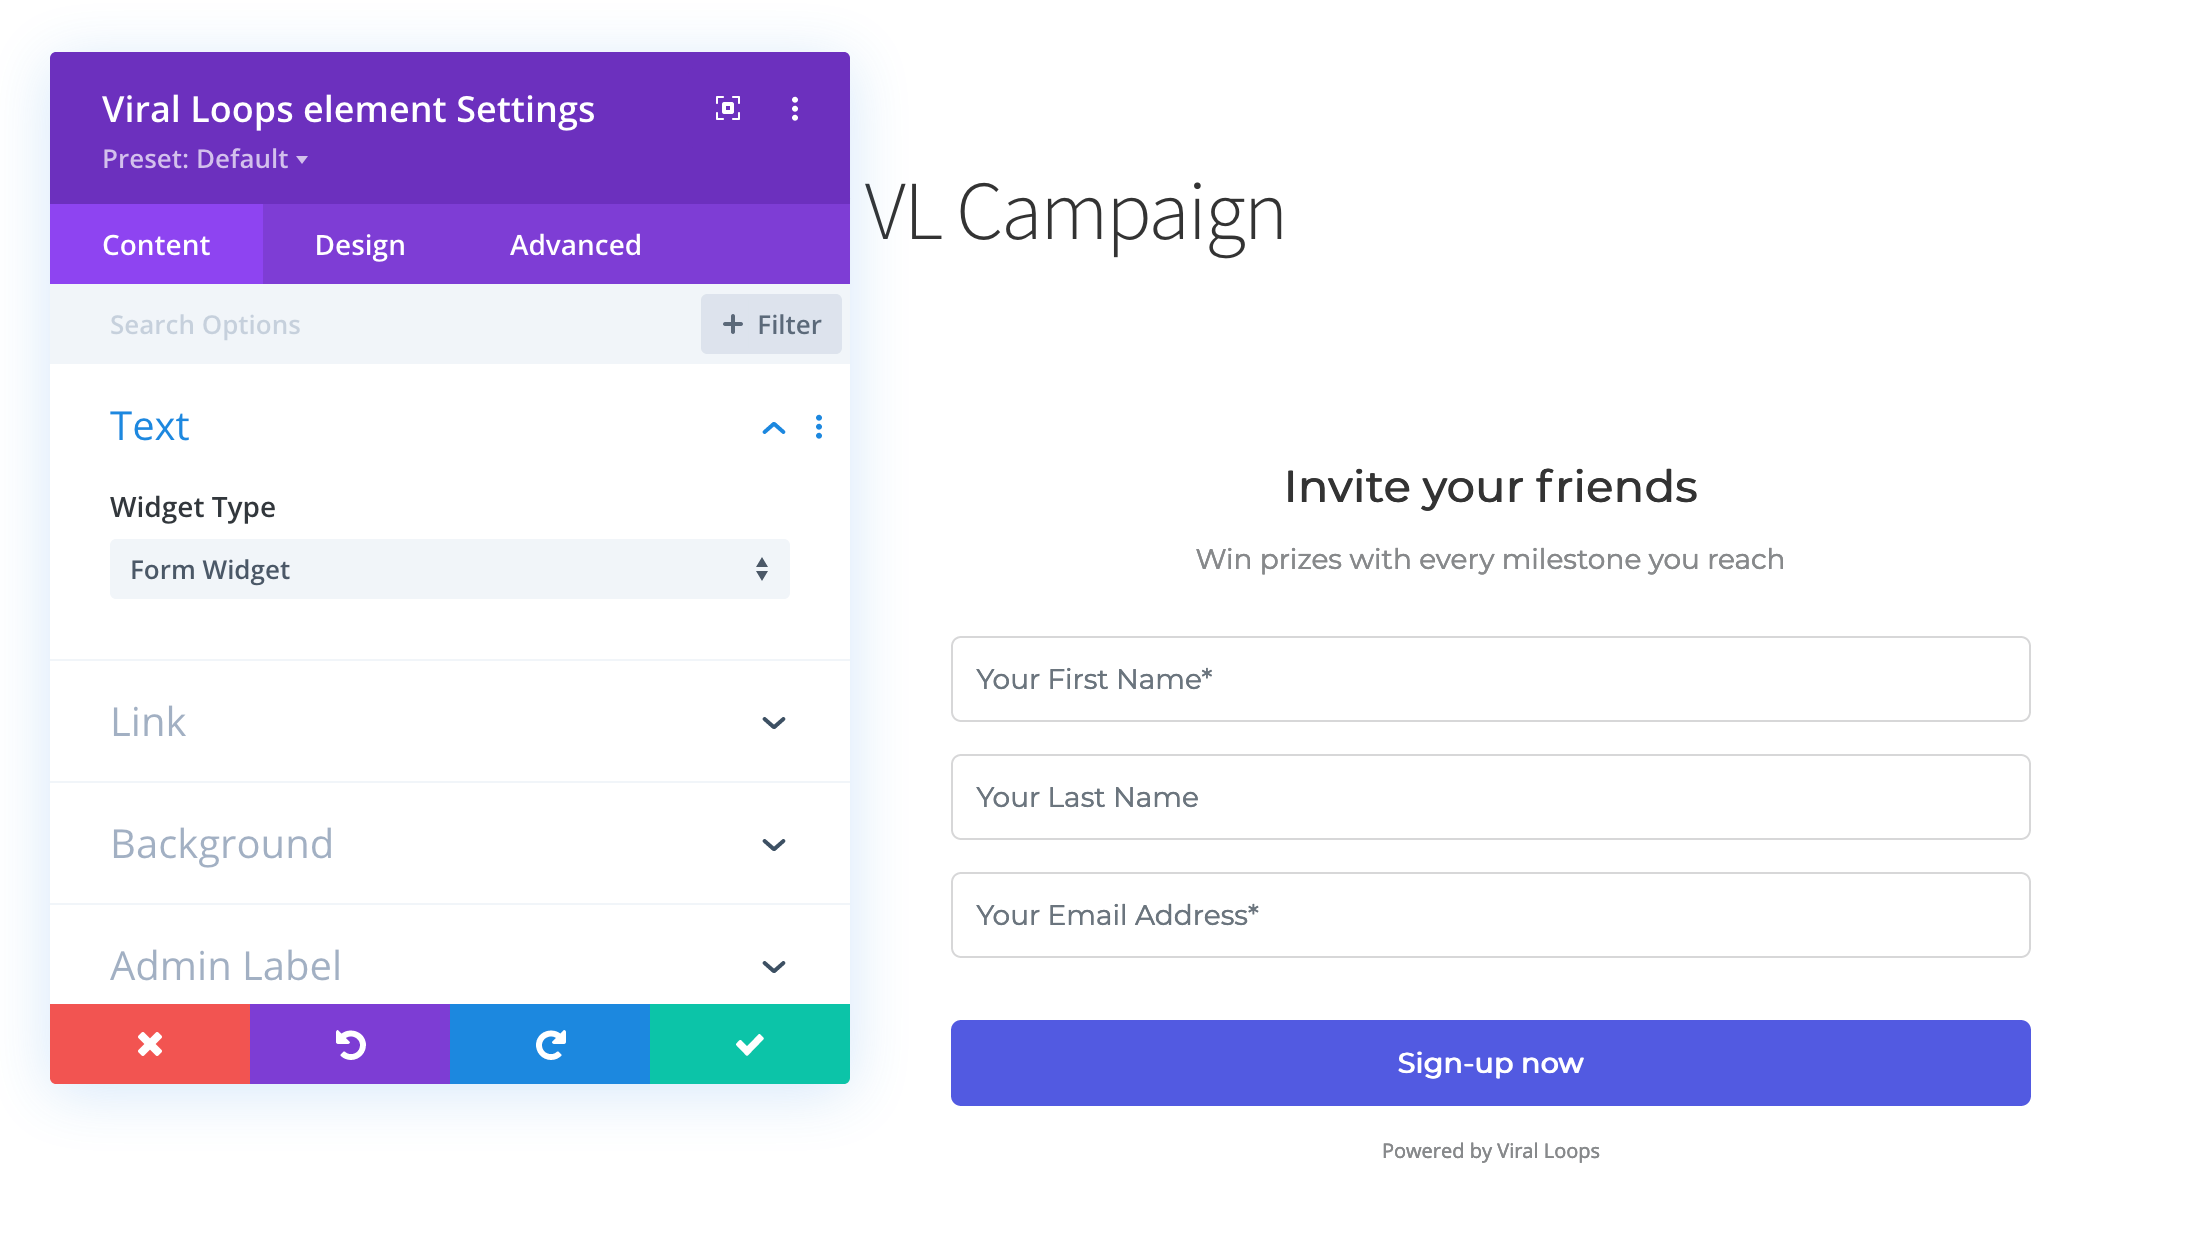 Viral Loops element Settings
Preset: Default
Content
Design
Advanced
Search Options
+ Filter
Text
Widget Type
Form Widget
Link
Background
Admin Label
VL Campaign
Invite your friends
Win prizes with every milestone you reach
Your First Name*
Your Last Name
Your Email Address*
Sign-up now
Powered by Viral Loops